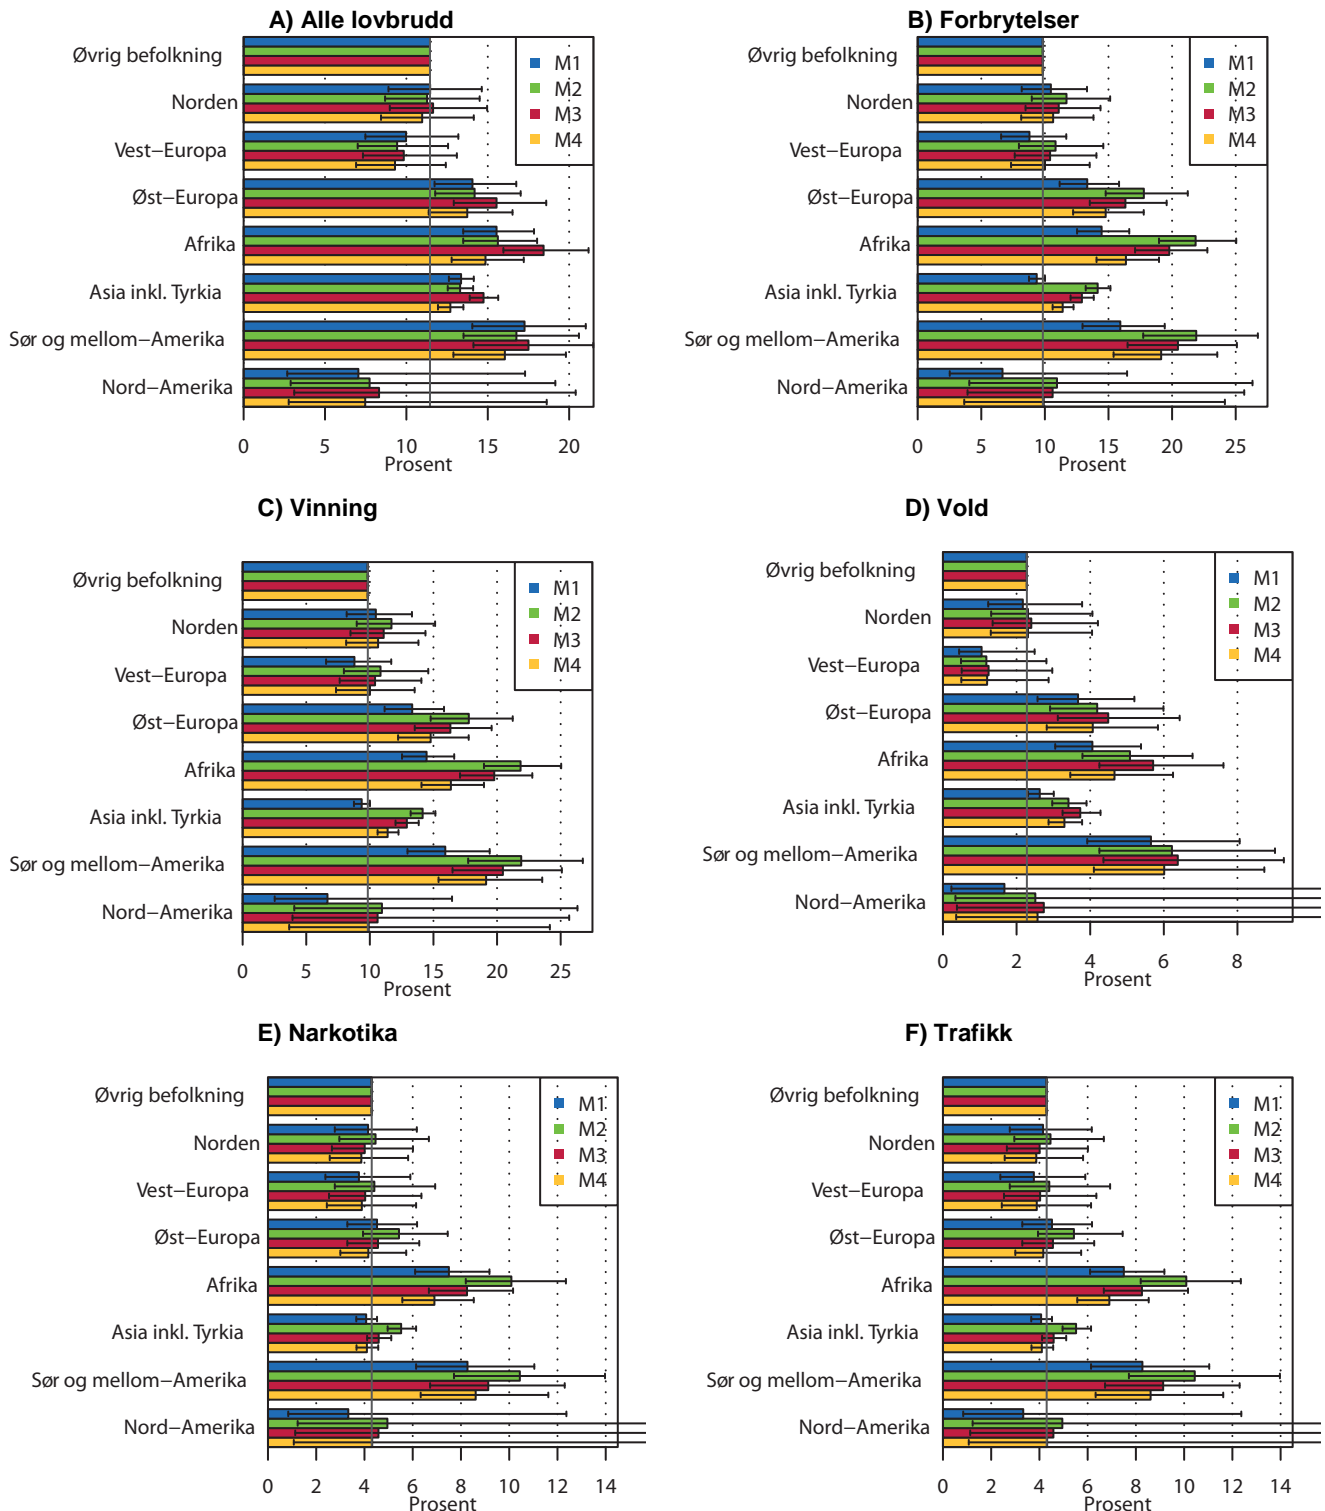 A) Alle lovbrudd
Øvrig befolkning
Norden
Vest–Europa
Øst–Europa
Afrika
Asia inkl. Tyrkia
Sør og mellom–Amerika
Nord–Amerika
M1
M2
M3
M4
0 5 10 15 20
Prosent
B) Forbrytelser
Øvrig befolkning
Norden
Vest–Europa
Øst–Europa
Afrika
Asia inkl. Tyrkia
Sør og mellom–Amerika
Nord–Amerika
M1
M2
M3
M4
0 5 10 15 20 25
Prosent
C) Vinning
Øvrig befolkning
Norden
Vest–Europa
Øst–Europa
Afrika
Asia inkl. Tyrkia
Sør og mellom–Amerika
Nord–Amerika
M1
M2
M3
M4
0 5 10 15 20 25
Prosent
D) Vold
Øvrig befolkning
Norden
Vest–Europa
Øst–Europa
Afrika
Asia inkl. Tyrkia
Sør og mellom–Amerika
Nord–Amerika
M1
M2
M3
M4
0 2 4 6 8
Prosent
E) Narkotika
Øvrig befolkning
Norden
Vest–Europa
Øst–Europa
Afrika
Asia inkl. Tyrkia
Sør og mellom–Amerika
Nord–Amerika
M1
M2
M3
M4
0 2 4 6 8 10 12 14
Prosent
F) Trafikk
Øvrig befolkning
Norden
Vest–Europa
Øst–Europa
Afrika
Asia inkl. Tyrkia
Sør og mellom–Amerika
Nord–Amerika
M1
M2
M3
M4
0 2 4 6 8 10 12 14
Prosent